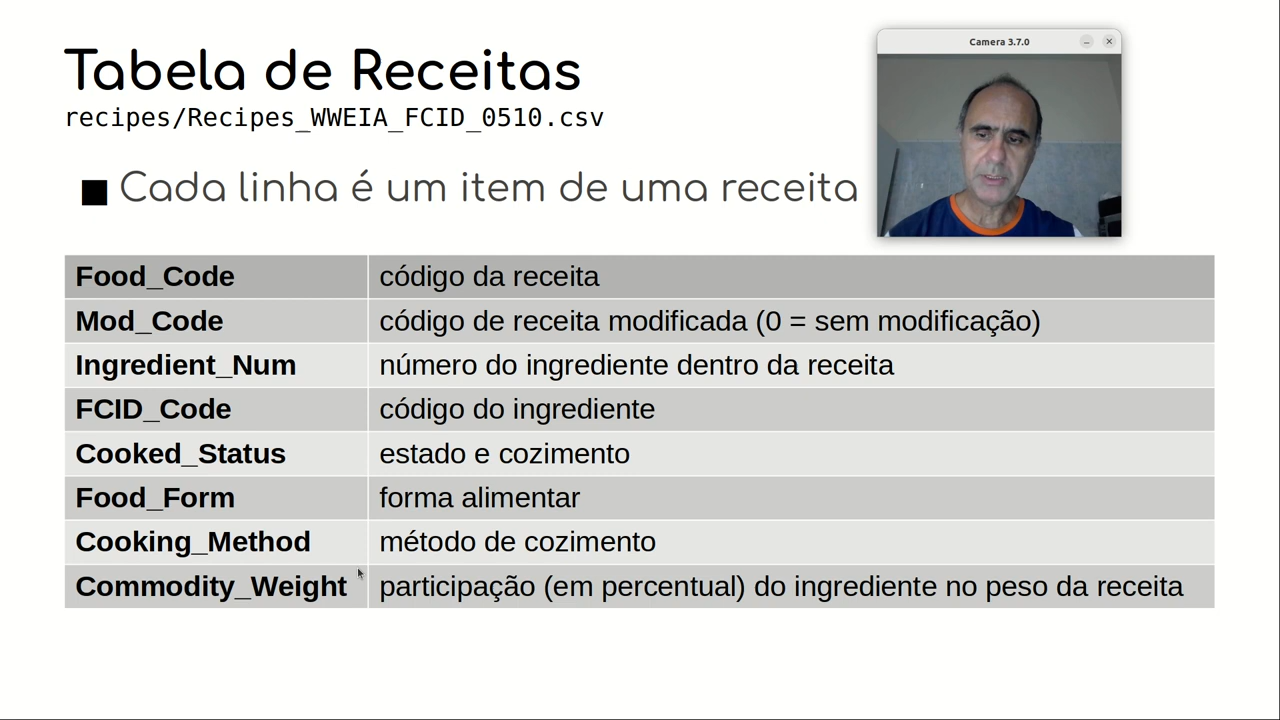 Tabela de Receitas
recipes/Recipes_WWEIA_FCID_0510.csv
Camera 3.7.0
Cada linha é um item de uma receita
Food_Code código da receita
Mod_Code código de receita modificada (0 = sem modificação)
Ingredient_Num número do ingrediente dentro da receita
FCID_Code código do ingrediente
Cooked_Status estado e cozimento
Food_Form forma alimentar
Cooking_Method método de cozimento
Commodity_Weight participação (em percentual) do ingrediente no peso da receita